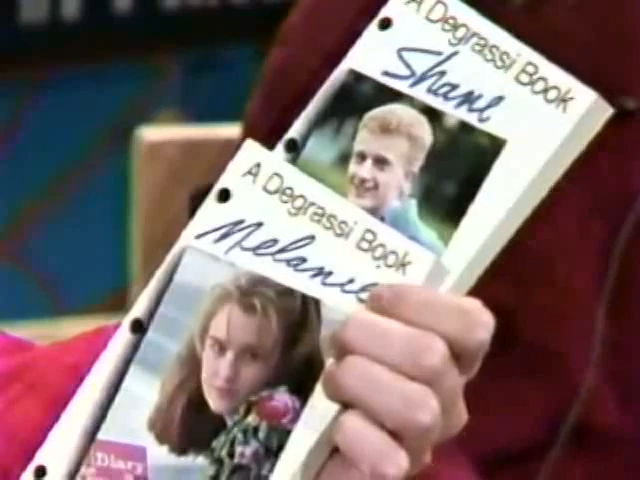 A Degrassi Book
Shane
A Degrassi Book
Melanie
Diary